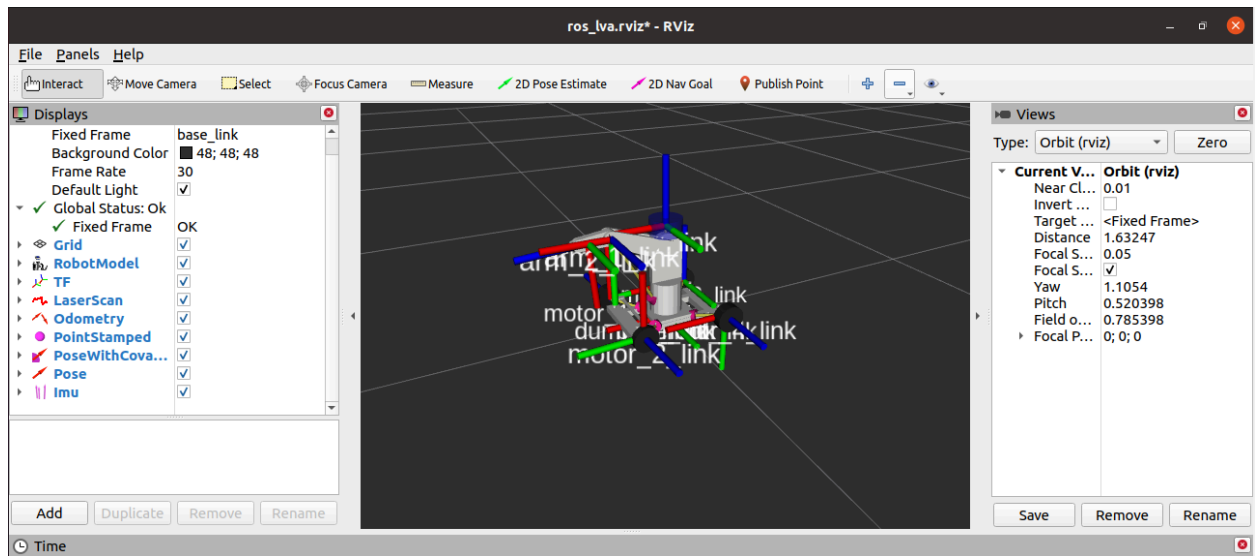 ros_lva.rviz* - RViz
File Panels Help
Interact Move Camera Select Focus Camera Measure 2D Pose Estimate 2D Nav Goal Publish Point
Displays
Fixed Frame base_link
Background Color 48; 48; 48
Frame Rate 30
Default Light
Global Status: Ok
Fixed Frame OK
Grid
RobotModel
TF
LaserScan
Odometry
PointStamped
PoseWithCova...
Pose
Imu
Add Duplicate Remove Rename
link
link
motor
link
motor_2_link
Views
Type: Orbit (rviz) Zero
Current V... Orbit (rviz)
Near Cl... 0.01
Invert ...
Target ... <Fixed Frame>
Distance 1.63247
Focal S... 0.05
Focal S...
Yaw 1.1054
Pitch 0.520398
Field o... 0.785398
Focal P... 0; 0; 0
Save Remove Rename
Time